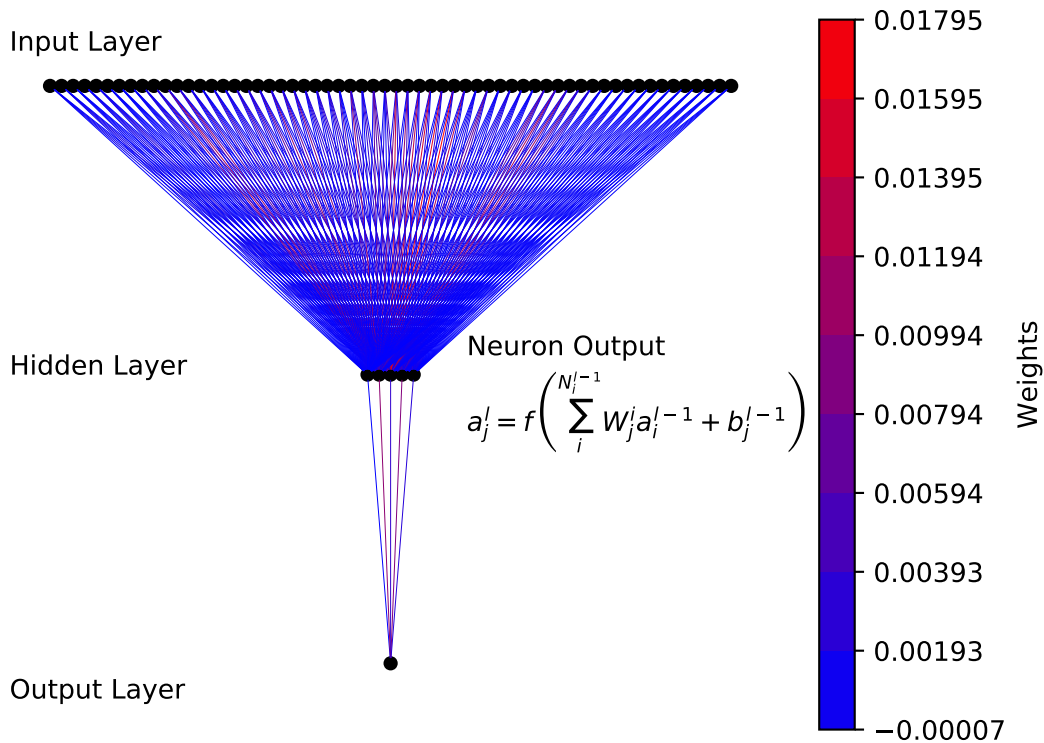 Input Layer
Hidden Layer
Output Layer
Neuron Output
$a_j^l = f\left(\sum_i^{N_i^{l-1}} W_j^i a_i^{l-1} + b_j^{l-1}\right)$
0.01795
0.01595
0.01395
0.01194
0.00994
0.00794
0.00594
0.00393
0.00193
−0.00007
Weights